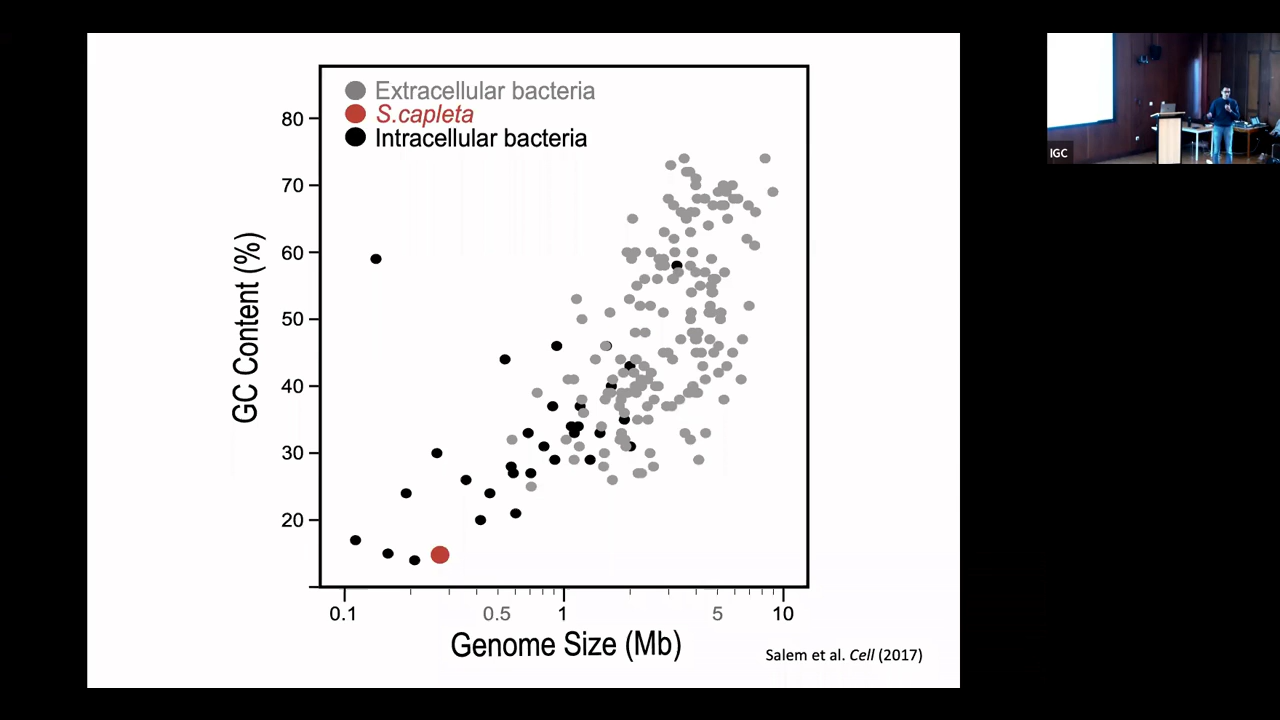 Extracellular bacteria
S.capleta
Intracellular bacteria
GC Content (%)
80
70
60
50
40
30
20
0.1
0.5
1
5
10
Genome Size (Mb)
Salem et al. Cell (2017)
IGC